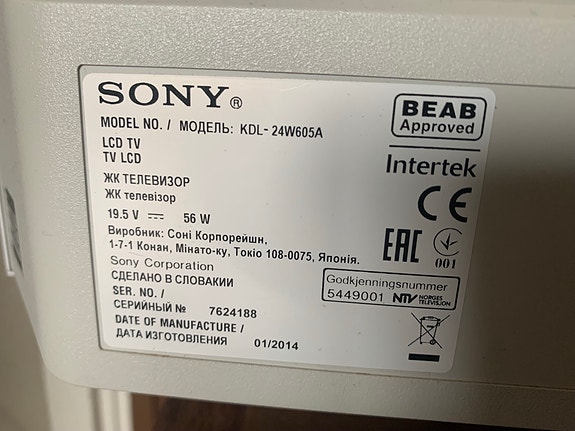 SONY®
MODEL NO. / МОДЕЛЬ: KDL- 24W605A
LCD TV
TV LCD
ЖК ТЕЛЕВИЗОР
ЖК телевізор
19.5 V ⎓ 56 W
Виробник: Соні Корпорейшн,
1-7-1 Конан, Мінато-ку, Токіо 108-0075, Японія.
Sony Corporation
СДЕЛАНО В СЛОВАКИИ
SER. NO. /
СЕРИЙНЫЙ № 7624188
DATE OF MANUFACTURE /
ДАТА ИЗГОТОВЛЕНИЯ 01/2014
BEAB
Approved
Intertek
CE
EAC
001
Godkjenningsnummer
5449001 NTV NORGES
TELEVISJON